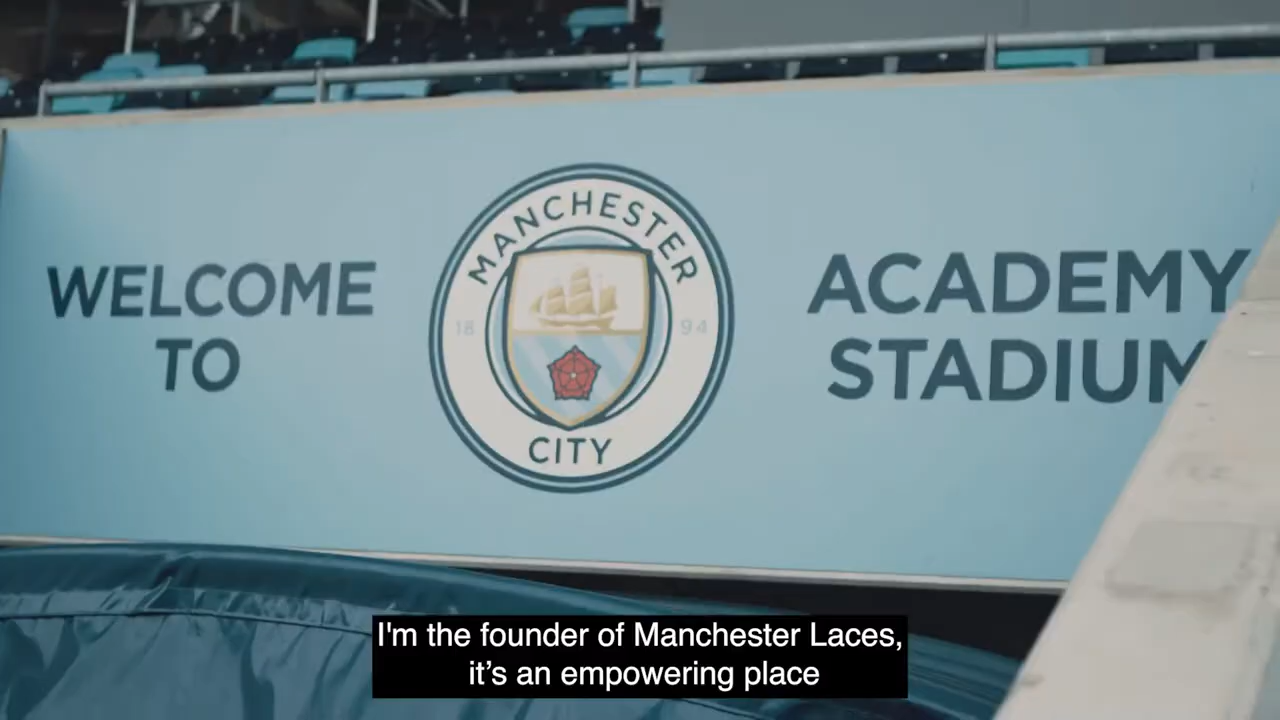 WELCOME
TO
MANCHESTER
18 94
CITY
ACADEMY
STADIUM
I'm the founder of Manchester Laces,
it’s an empowering place